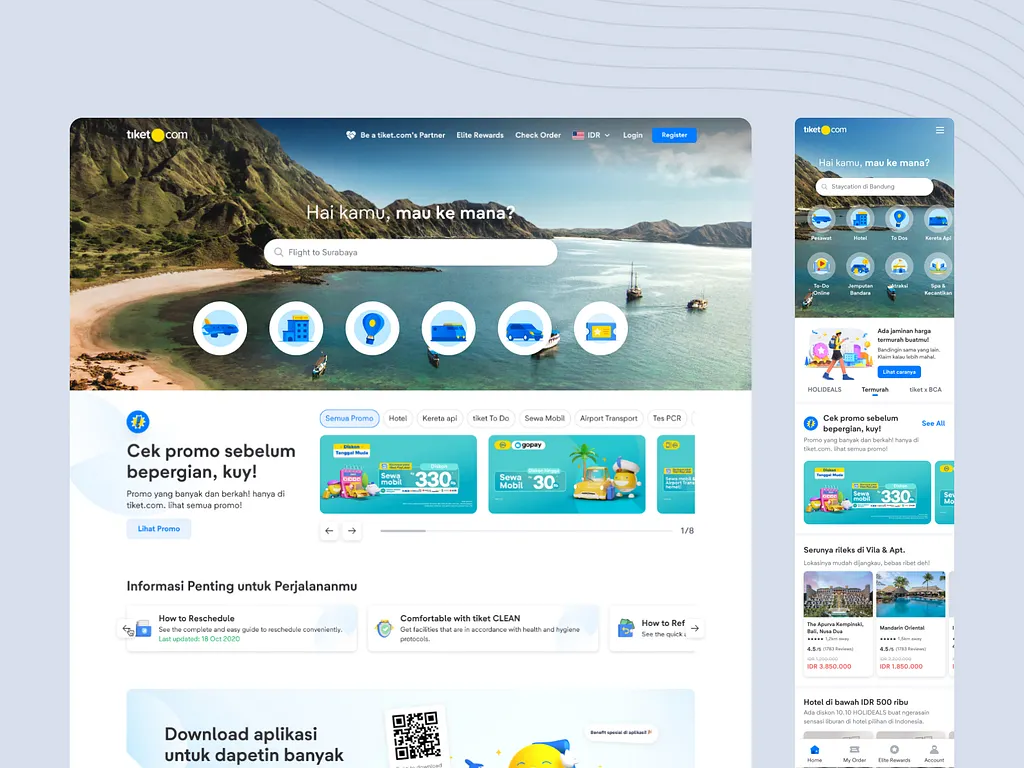 tiket com
Be a tiket.com's Partner
Elite Rewards
Check Order
IDR
Login
Register
Hai kamu, mau ke mana?
Flight to Surabaya
Cek promo sebelum
bepergian, kuy!
Promo yang banyak dan berkah! hanya di
tiket.com. lihat semua promo!
Lihat Promo
Semua Promo
Hotel
Kereta api
tiket To Do
Sewa Mobil
Airport Transport
Tes PCR
Diskon
Tanggal Muda
Sewa
mobil
330
gopay
Sewa
Mobil
30
1/8
Informasi Penting untuk Perjalananmu
How to Reschedule
See the complete and easy guide to reschedule conveniently.
Last updated: 18 Oct 2020
Comfortable with tiket CLEAN
Get facilities that are in accordance with health and hygiene
protocols.
How to Ref
See the quick
Download aplikasi
untuk dapetin banyak
Benefit spesial di aplikasi!
tiket com
Hai kamu, mau ke mana?
Staycation di Bandung
Pesawat
Hotel
To Dos
Kereta Api
To-Do
Online
Jemputan
Bandara
Atraksi
Spa &
Kecantikan
Ada jaminan harga
termurah buatmu!
Bandingin sama yang lain.
Klaim kalau lebih mahal.
Lihat caranya
HOLIDEALS
Termurah
tiket x BCA
Cek promo sebelum
bepergian, kuy!
See All
Promo yang banyak dan berkah! hanya di
tiket.com. lihat semua promo!
Diskon
Tanggal Muda
Sewa
mobil
330
Serunya rileks di Vila & Apt.
Lokasinya mudah dijangkau, bebas ribet deh!
The Apurva Kempinski,
Bali, Nusa Dua
1,2km away
4.5/5 (1783 Reviews)
IDR 3.850.000
Mandarin Oriental
1,5km away
4.5/5 (1783 Reviews)
IDR 1.850.000
Hotel di bawah IDR 500 ribu
Ada diskon 10.10 HOLIDEALS buat ngerasain
sensasi liburan di hotel pilihan di Indonesia.
Home
My Order
Elite Rewards
Account